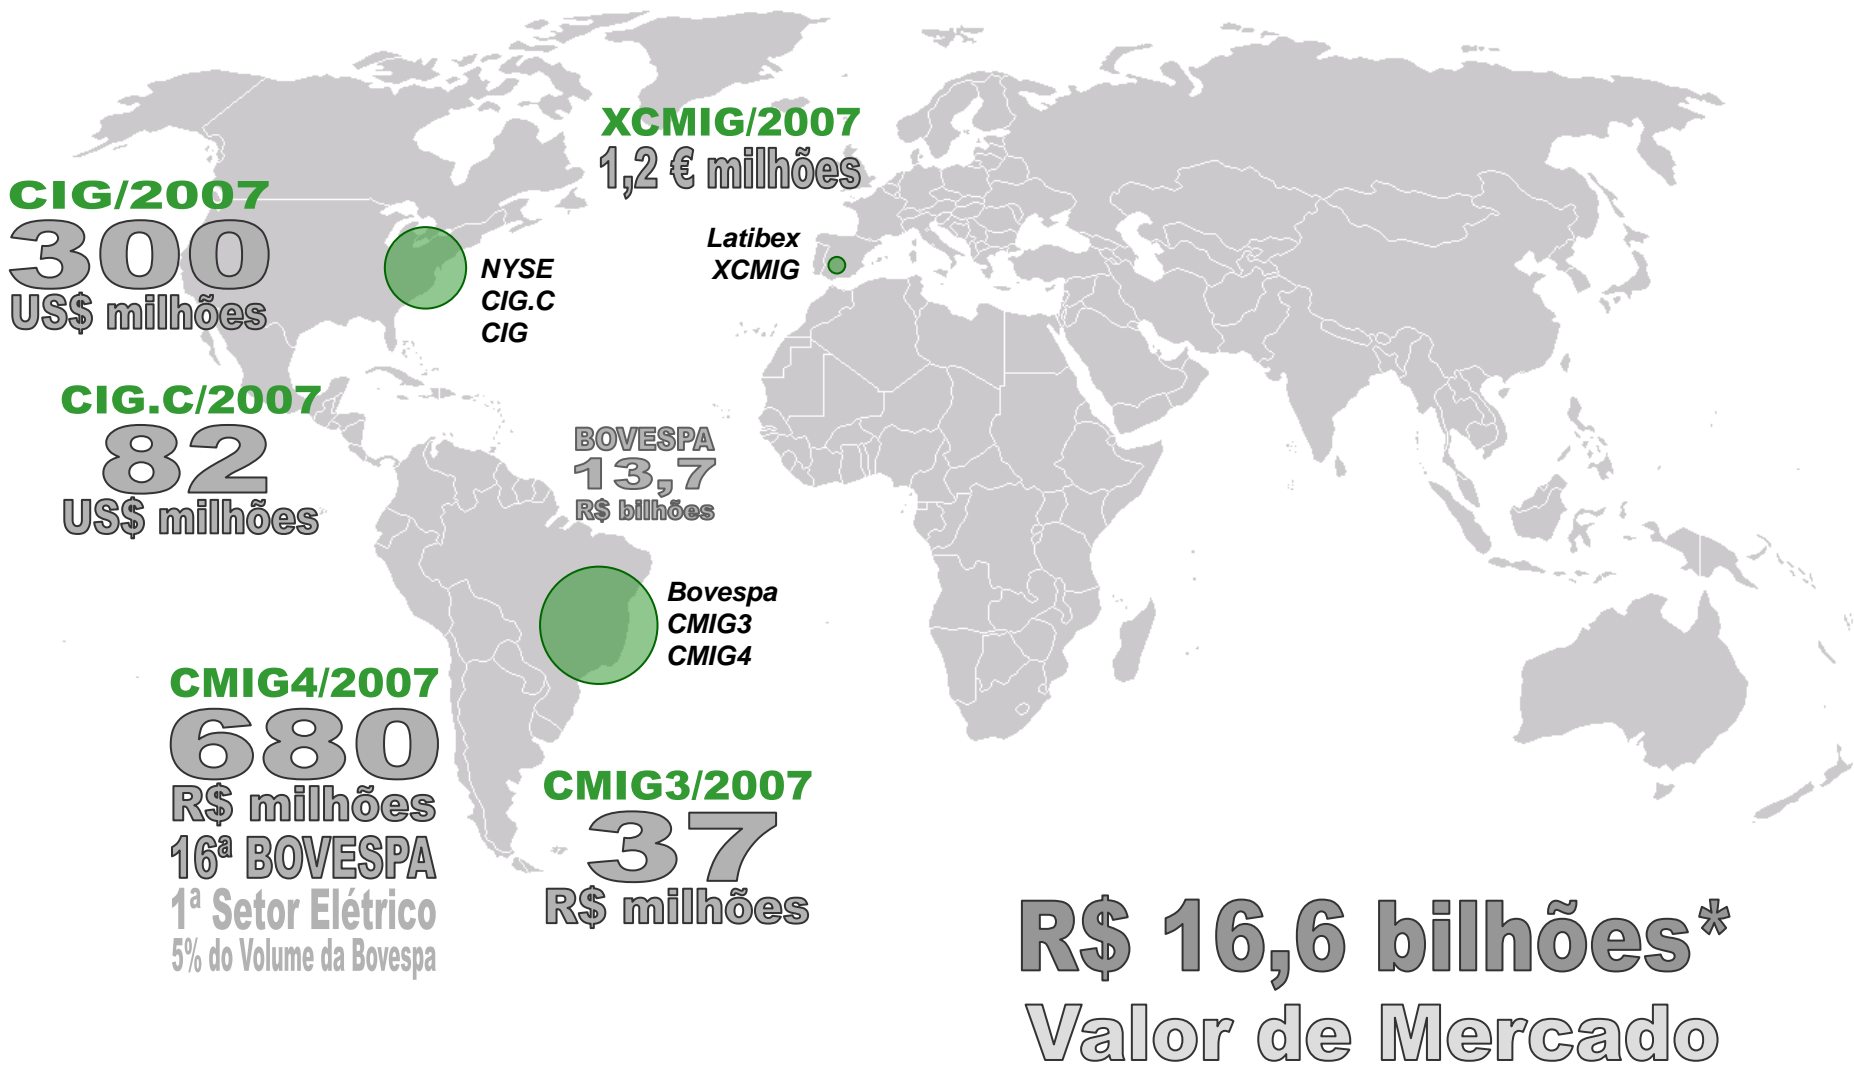 XCMIG/2007
1,2 € milhões
CIG/2007
300
US$ milhões
Latibex
XCMIG
NYSE
CIG.C
CIG
CIG.C/2007
82
US$ milhões
BOVESPA
13,7
R$ bilhões
Bovespa
CMIG3
CMIG4
CMIG4/2007
680
R$ milhões
16ª BOVESPA
1ª Setor Elétrico
5% do Volume da Bovespa
CMIG3/2007
37
R$ milhões
R$ 16,6 bilhões*
Valor de Mercado